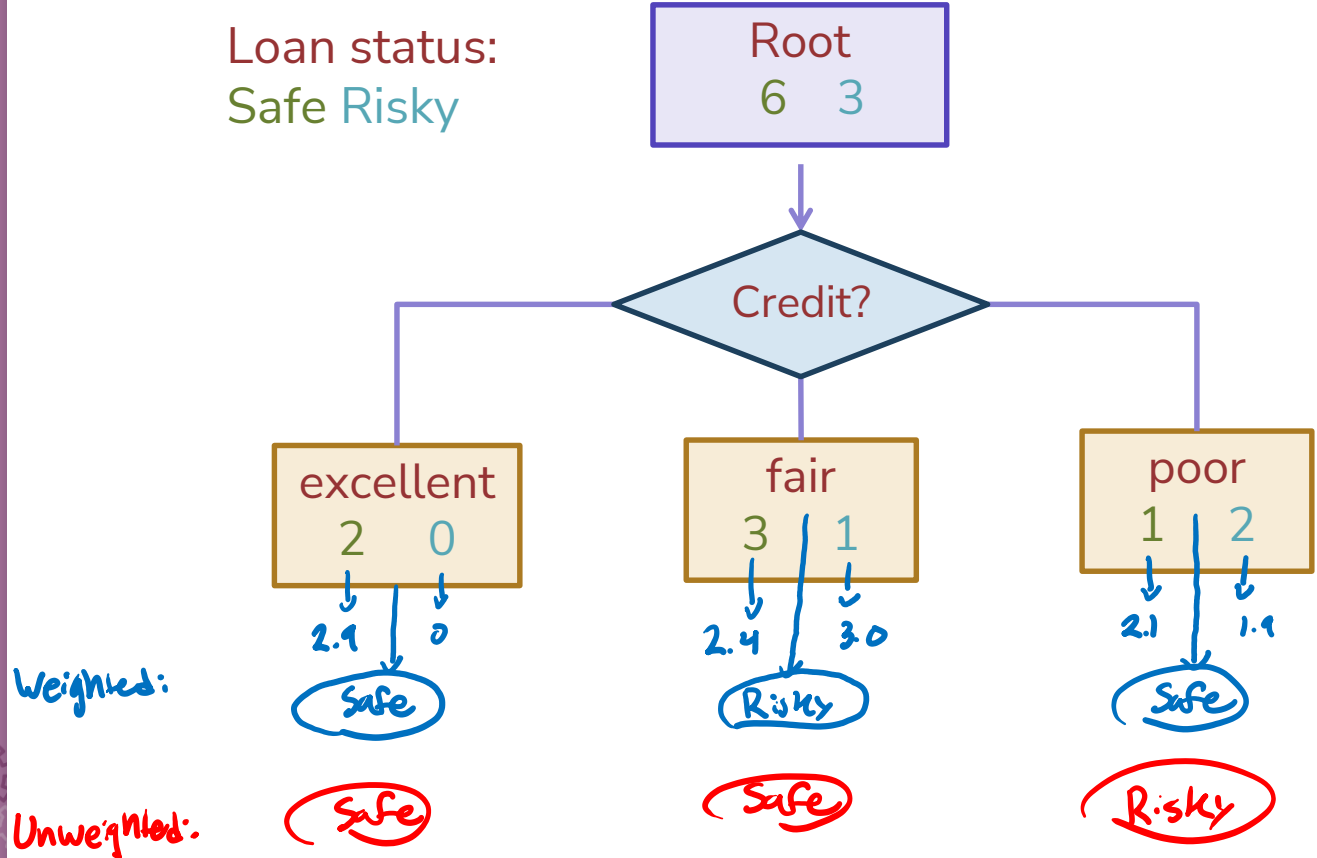 Loan status:
Safe Risky
Root
6 3
Credit?
excellent
2 0
fair
3 1
poor
1 2
2.9 0
2.4 3.0
2.1 1.9
Weighted:
Safe
Risky
Safe
Unweighted:
Safe
Safe
Risky